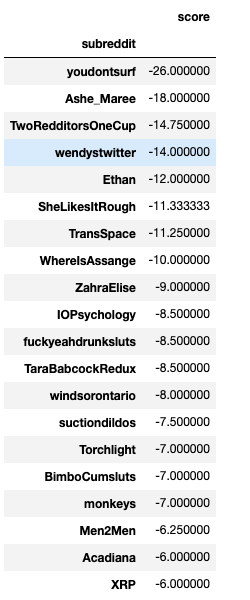 score
subreddit
youdontsurf -26.000000
Ashe_Maree -18.000000
TwoRedditorsOneCup -14.750000
wendystwitter -14.000000
Ethan -12.000000
SheLikesItRough -11.333333
TransSpace -11.250000
WhereIsAssange -10.000000
ZahraElise -9.000000
IOPsychology -8.500000
fuckyeahdrunksluts -8.500000
TaraBabcockRedux -8.500000
windsorontario -8.000000
suctiondildos -7.500000
Torchlight -7.000000
BimboCumsluts -7.000000
monkeys -7.000000
Men2Men -6.250000
Acadiana -6.000000
XRP -6.000000